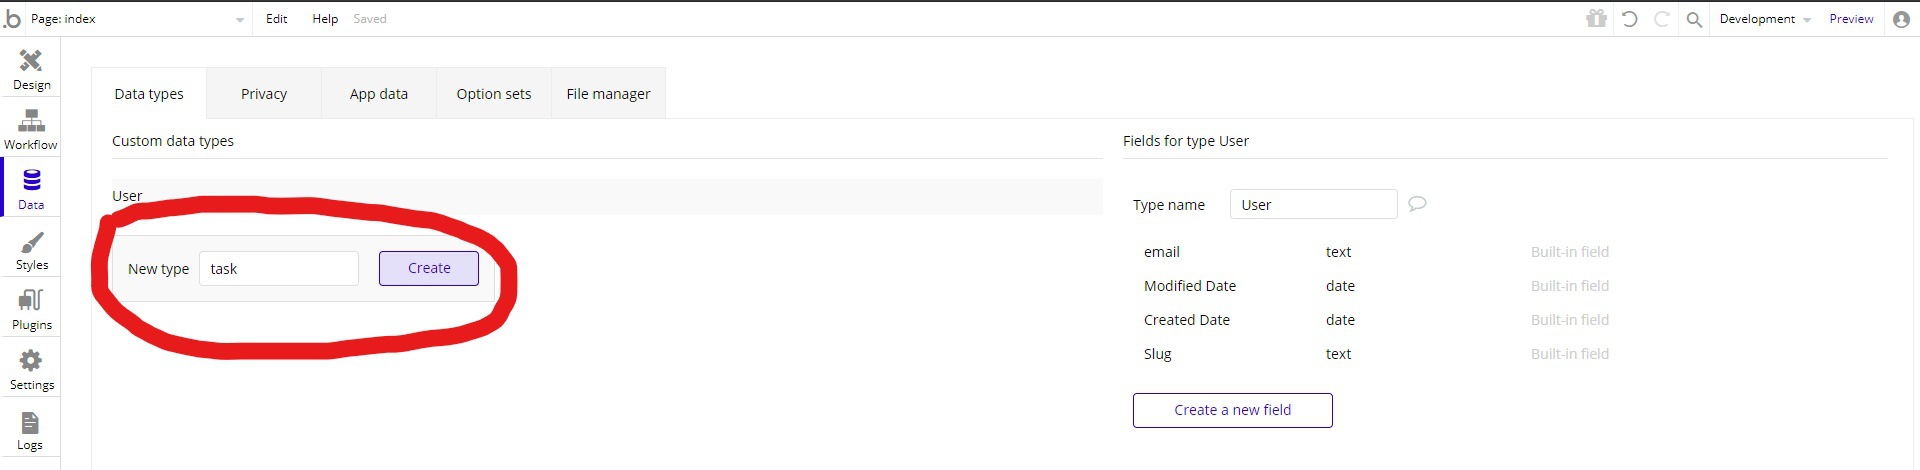 .b Page: index Edit Help Saved Development Preview
Design
Workflow
Data
Styles
Plugins
Settings
Logs
Data types Privacy App data Option sets File manager
Custom data types
User
New type task Create
Fields for type User
Type name User
email text Built-in field
Modified Date date Built-in field
Created Date date Built-in field
Slug text Built-in field
Create a new field